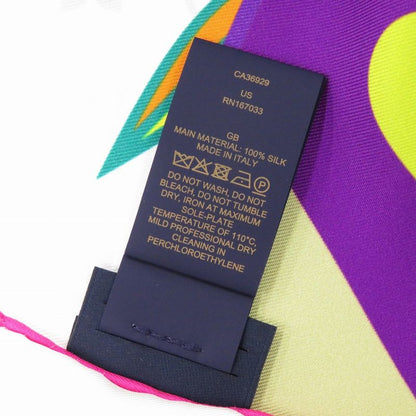 CA36929
US
RN167033
GB
MAIN MATERIAL: 100% SILK
MADE IN ITALY
DO NOT WASH, DO NOT
BLEACH, DO NOT TUMBLE
DRY, IRON AT MAXIMUM
SOLE-PLATE
TEMPERATURE OF 110°C,
MILD PROFESSIONAL DRY
CLEANING IN
PERCHLOROETHYLENE